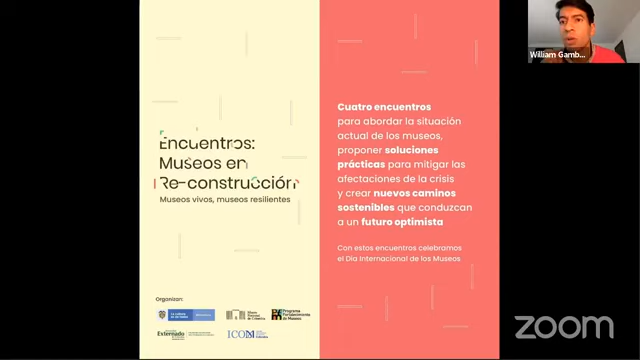 William Gamb...
Encuentros:
Museos en
Re-construcción
Museos vivos, museos resilientes
Organizan:
La cultura
Externado
ICOM
Museo
Programa
Fortalecimiento
de Museos
Cuatro encuentros
para abordar la situación
actual de los museos,
proponer soluciones
prácticas para mitigar las
afectaciones de la crisis
y crear nuevos caminos
sostenibles que conduzcan
a un futuro optimista
Con estos encuentros celebramos
el Día Internacional de los Museos
zoom